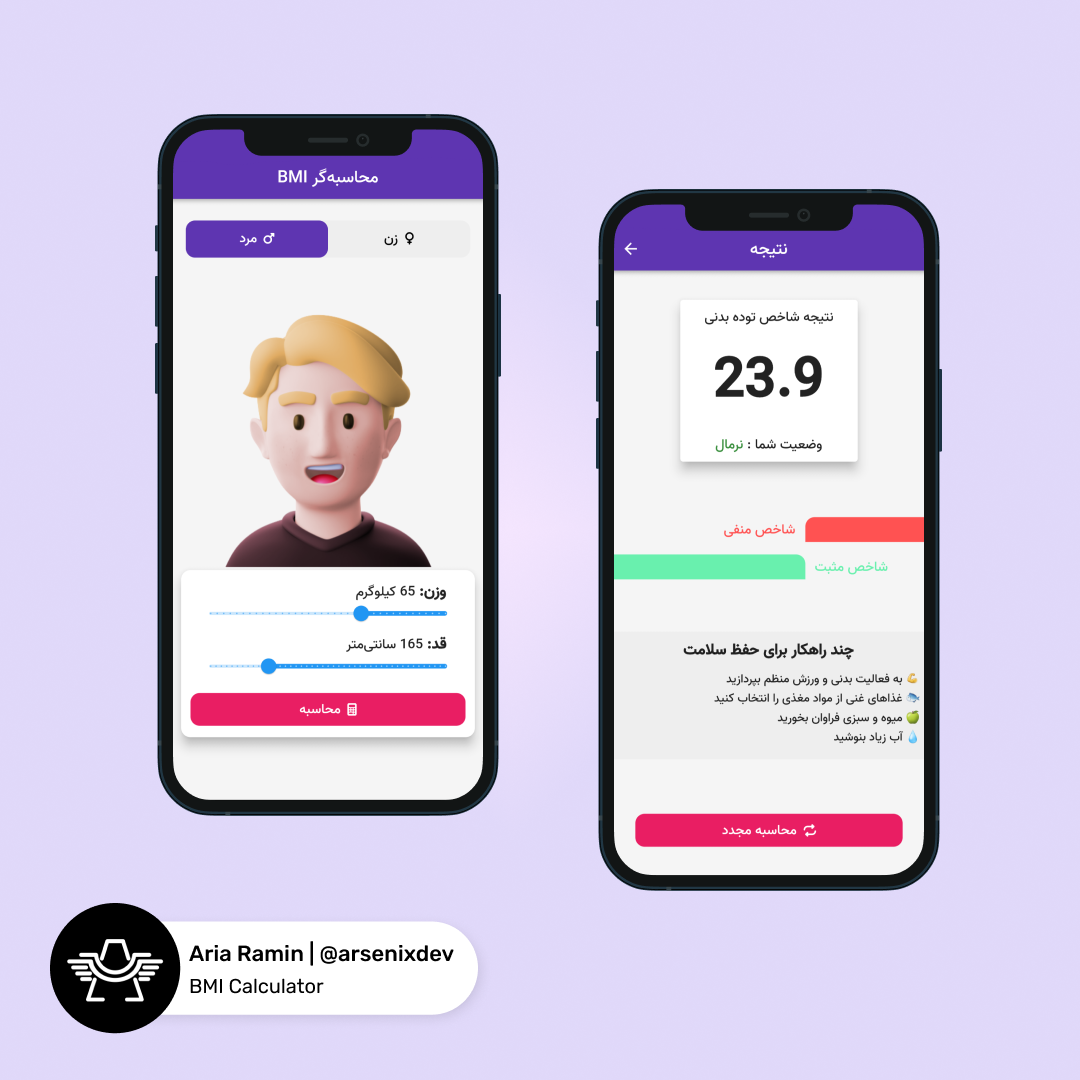 محاسبه‌گر BMI
زن
مرد
وزن: 65 کیلوگرم
قد: 165 سانتی‌متر
محاسبه
نتیجه
نتیجه شاخص توده بدنی
23.9
وضعیت شما : نرمال
شاخص منفی
شاخص مثبت
چند راهکار برای حفظ سلامت
💪 به فعالیت بدنی و ورزش منظم بپردازید
🐟 غذاهای غنی از مواد مغذی را انتخاب کنید
🍏 میوه و سبزی فراوان بخورید
💧 آب زیاد بنوشید
محاسبه مجدد
Aria Ramin | @arsenixdev
BMI Calculator